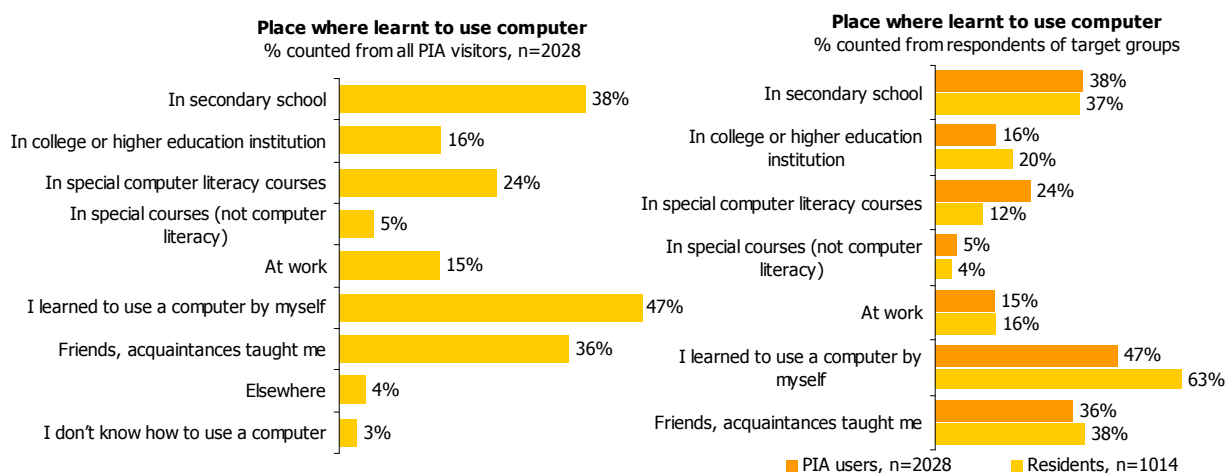 Place where learnt to use computer
% counted from all PIA visitors, n=2028
In secondary school
38%
In college or higher education institution
16%
In special computer literacy courses
24%
In special courses (not computer
literacy)
5%
At work
15%
I learned to use a computer by myself
47%
Friends, acquaintances taught me
36%
Elsewhere
4%
I don't know how to use a computer
3%
Place where learnt to use computer
% counted from respondents of target groups
In secondary school
38%
37%
In college or higher education
institution
16%
20%
In special computer literacy courses
24%
12%
In special courses (not computer
literacy)
5%
4%
At work
15%
16%
I learned to use a computer by
myself
47%
63%
Friends, acquaintances taught me
36%
38%
PIA users, n=2028
Residents, n=1014